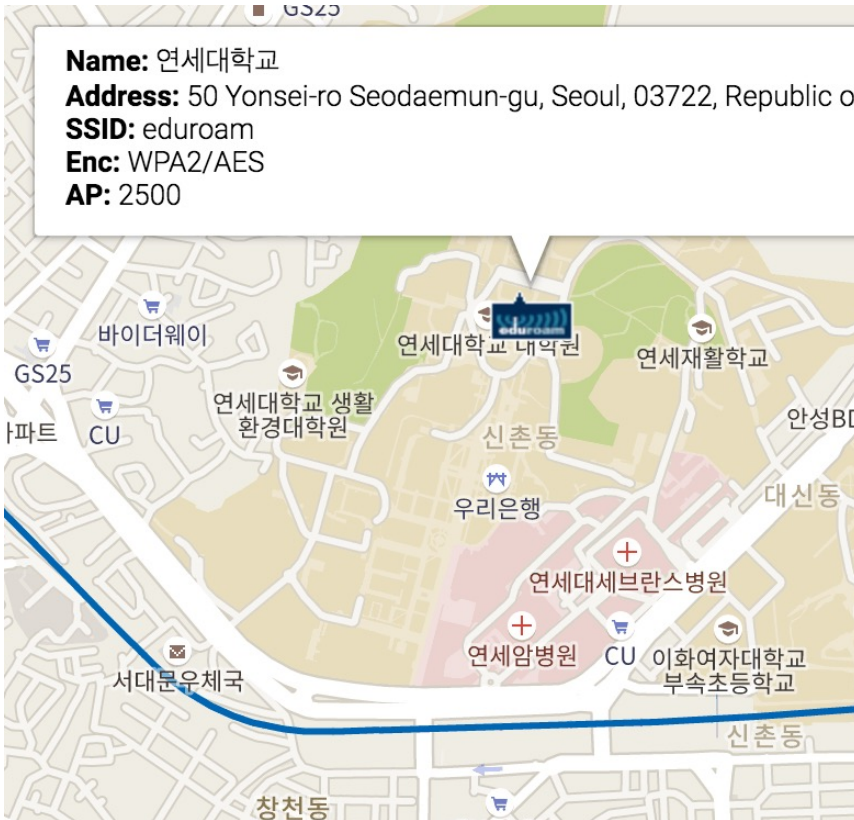 GS25
Name: 연세대학교
Address: 50 Yonsei-ro Seodaemun-gu, Seoul, 03722, Republic o
SSID: eduroam
Enc: WPA2/AES
AP: 2500
바이더웨이
eduroam
연세대학교 대학원
연세재활학교
GS25
연세대학교 생활
환경대학원
CU
파트
안성BD
신촌동
우리은행
대신동
연세대세브란스병원
연세암병원
CU
이화여자대학교
부속초등학교
서대문우체국
신촌동
창천동